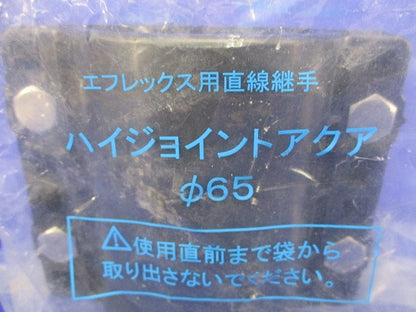 エフレックス用直線継手
ハイジョイントアクア
φ65
⚠使用直前まで袋から
取り出さないでください。